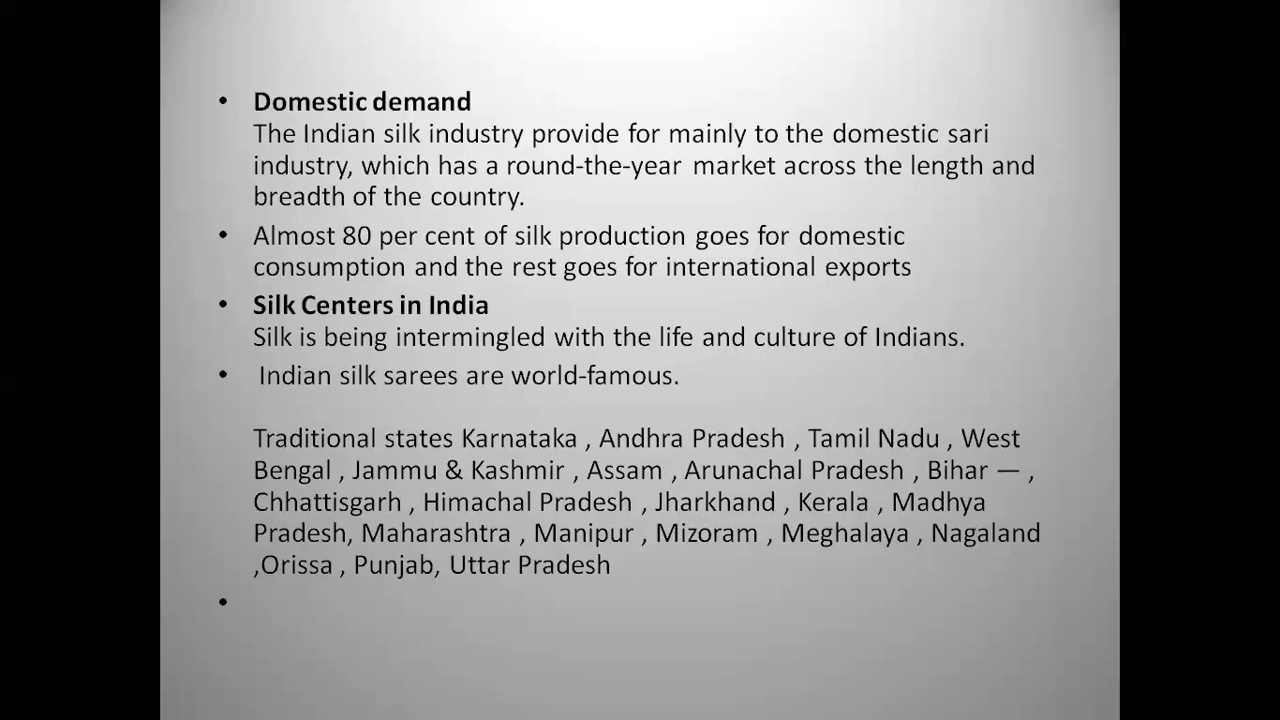 • Domestic demand
The Indian silk industry provide for mainly to the domestic sari
industry, which has a round-the-year market across the length and
breadth of the country.
• Almost 80 per cent of silk production goes for domestic
consumption and the rest goes for international exports
• Silk Centers in India
Silk is being intermingled with the life and culture of Indians.
• Indian silk sarees are world-famous.
Traditional states Karnataka , Andhra Pradesh , Tamil Nadu , West
Bengal , Jammu & Kashmir , Assam , Arunachal Pradesh , Bihar — ,
Chhattisgarh , Himachal Pradesh , Jharkhand , Kerala , Madhya
Pradesh, Maharashtra , Manipur , Mizoram , Meghalaya , Nagaland
,Orissa , Punjab, Uttar Pradesh
•